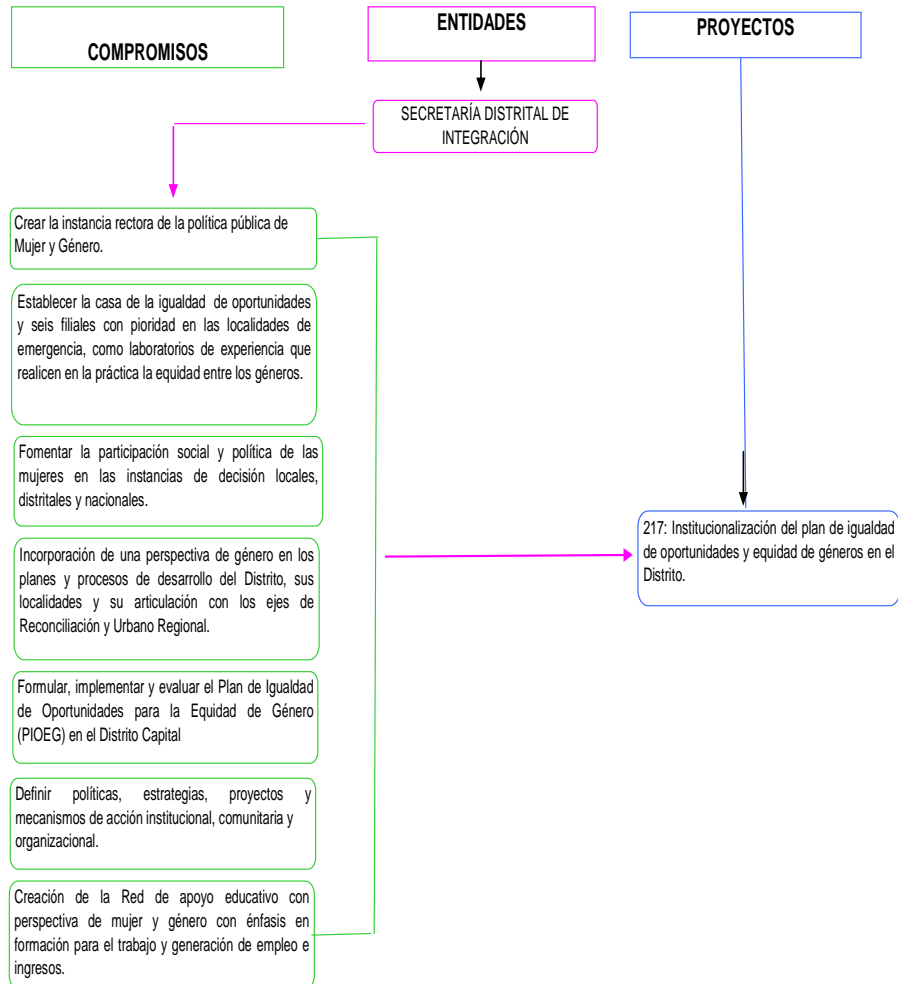 COMPROMISOS
ENTIDADES
PROYECTOS
SECRETARÍA DISTRITAL DE
INTEGRACIÓN
Crear la instancia rectora de la política pública de
Mujer y Género.
Establecer la casa de la igualdad de oportunidades
y seis filiales con pioridad en las localidades de
emergencia, como laboratorios de experiencia que
realicen en la práctica la equidad entre los géneros.
Fomentar la participación social y política de las
mujeres en las instancias de decisión locales,
distritales y nacionales.
Incorporación de una perspectiva de género en los
planes y procesos de desarrollo del Distrito, sus
localidades y su articulación con los ejes de
Reconciliación y Urbano Regional.
Formular, implementar y evaluar el Plan de Igualdad
de Oportunidades para la Equidad de Género
(PIOEG) en el Distrito Capital
Definir políticas, estrategias, proyectos y
mecanismos de acción institucional, comunitaria y
organizacional.
Creación de la Red de apoyo educativo con
perspectiva de mujer y género con énfasis en
formación para el trabajo y generación de empleo e
ingresos.
217: Institucionalización del plan de igualdad
de oportunidades y equidad de géneros en el
Distrito.